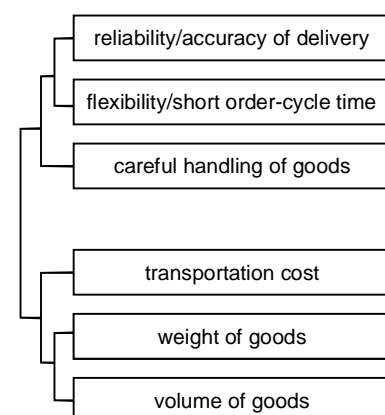 reliability/accuracy of delivery
flexibility/short order-cycle time
careful handling of goods
transportation cost
weight of goods
volume of goods